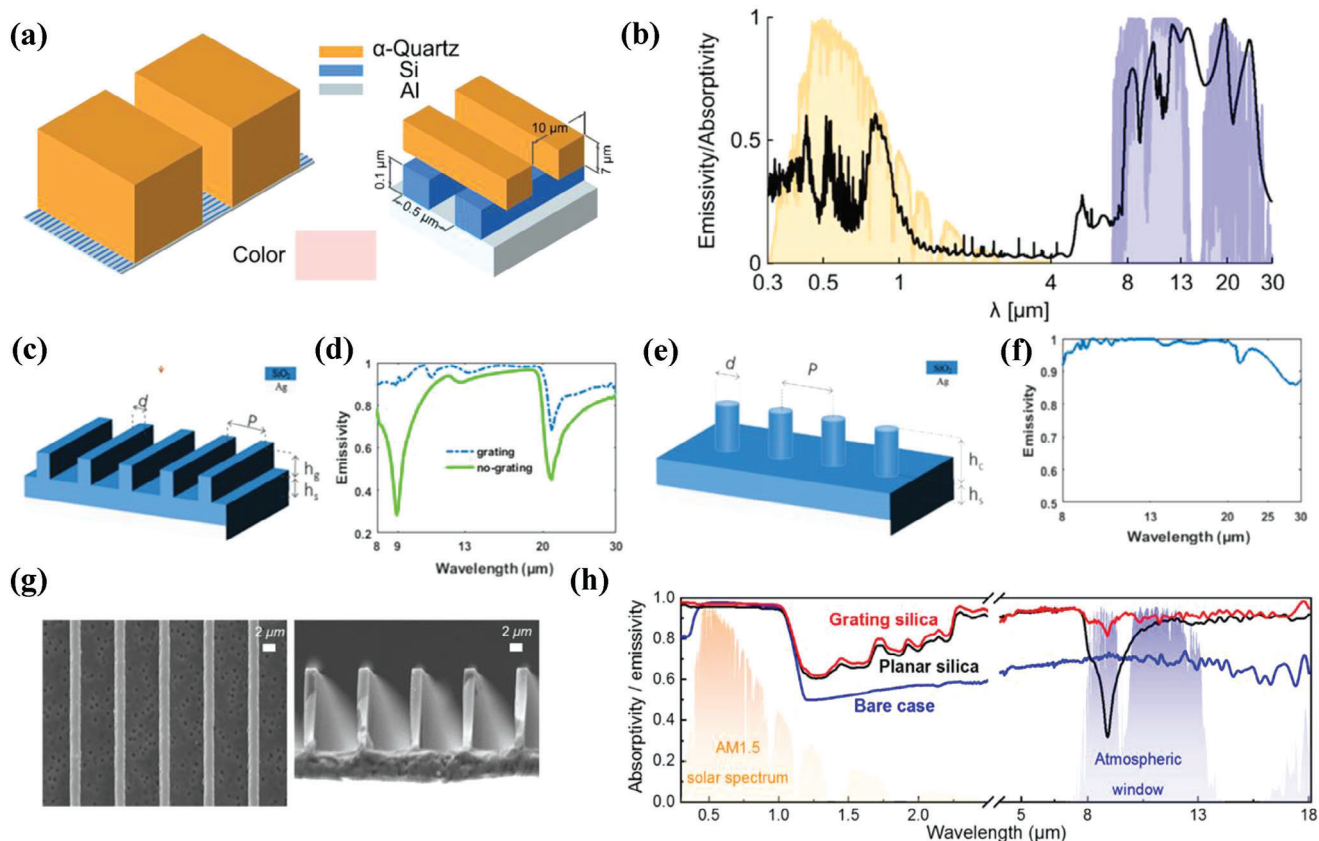 (a)
α-Quartz
Si
Al
10 μm
7 μm
0.1 μm
0.5 μm
Color
(b)
Emissivity/Absorptivity
1
0.5
0
0.3
0.5
1
4
8
13
20
30
λ [μm]
(c)
SiO₂
Ag
d
P
hg
hs
(d)
Emissivity
1
0.8
0.6
0.4
0.2
grating
no-grating
8
9
13
20
30
Wavelength (μm)
(e)
SiO₂
Ag
d
P
hc
hs
(f)
Emissivity
1
0.9
0.8
0.7
0.6
0.5
8
13
20
25
30
Wavelength (μm)
(g)
2 μm
2 μm
(h)
Absorptivity / emissivity
1.0
0.8
0.6
0.4
0.2
0.0
Grating silica
Planar silica
Bare case
AM1.5
solar spectrum
Atmospheric
window
0.5
1.0
1.5
2.0
5
8
13
18
Wavelength (μm)